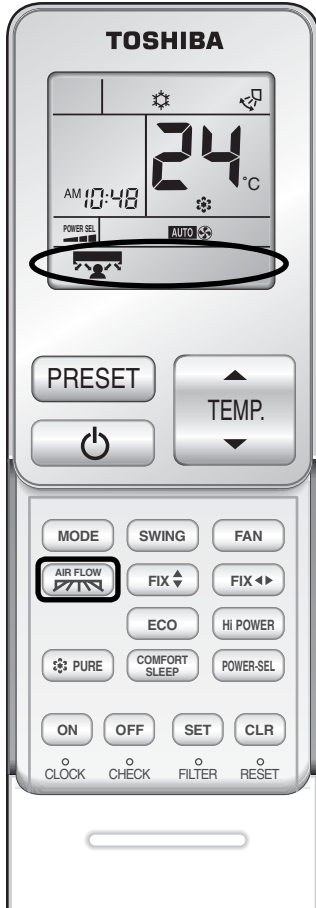 TOSHIBA
24 °C
AM 10:48
POWER SEL
AUTO
PRESET
TEMP.
MODE SWING FAN
AIR FLOW
FIX FIX
ECO Hi POWER
PURE COMFORT SLEEP POWER-SEL
ON OFF SET CLR
CLOCK CHECK FILTER RESET